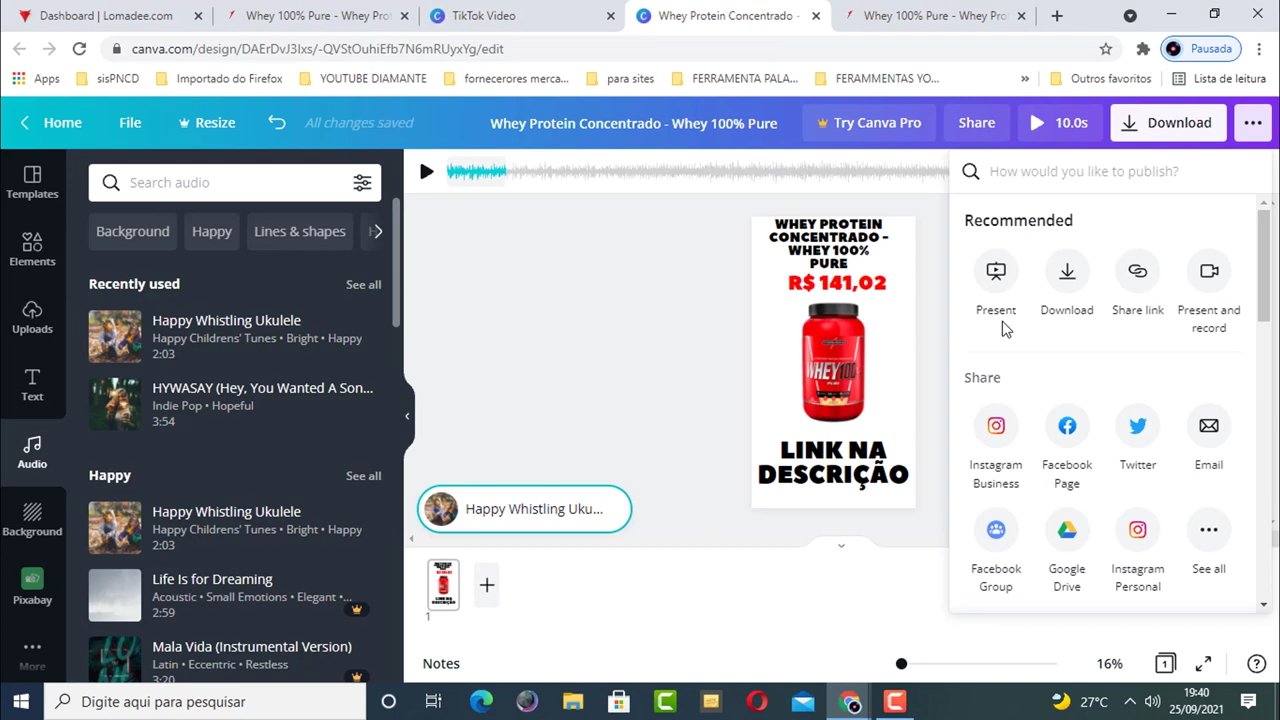 Dashboard | Lomadee.com
Whey 100% Pure - Whey Pro
TikTok Video
Whey Protein Concentrado -
Whey 100% Pure - Whey Pro
canva.com/design/DAErDvJ3lxs/-QVStOuhiEfb7N6mRUyxYg/edit
Pausada
Apps
sisPNCD
Importado do Firefox
YOUTUBE DIAMANTE
fornecerores merca...
para sites
FERRAMENTA PALA...
FERAMMENTAS YO...
»
Outros favoritos
Lista de leitura
Home
File
Resize
All changes saved
Whey Protein Concentrado - Whey 100% Pure
Try Canva Pro
Share
10.0s
Download
Templates
Elements
Uploads
Text
Audio
Background
Pixabay
More
Search audio
Background
Happy
Lines & shapes
Recently used
See all
Happy Whistling Ukulele
Happy Childrens' Tunes • Bright • Happy
2:03
HYWASAY (Hey, You Wanted A Son...
Indie Pop • Hopeful
3:54
Happy
See all
Happy Whistling Ukulele
Happy Childrens' Tunes • Bright • Happy
2:03
Life Is for Dreaming
Acoustic • Small Emotions • Elegant •
2:59
Mala Vida (Instrumental Version)
Latin • Eccentric • Restless
3:20
WHEY PROTEIN
CONCENTRADO -
WHEY 100%
PURE
R$ 141,02
WHEY100
PURE
LINK NA
DESCRIÇÃO
Happy Whistling Uku...
1
Notes
16%
1
How would you like to publish?
Recommended
Present
Download
Share link
Present and
record
Share
Instagram
Business
Facebook
Page
Twitter
Email
Facebook
Group
Google
Drive
Instagram
Personal
See all
Digite aqui para pesquisar
27°C
19:40
25/09/2021